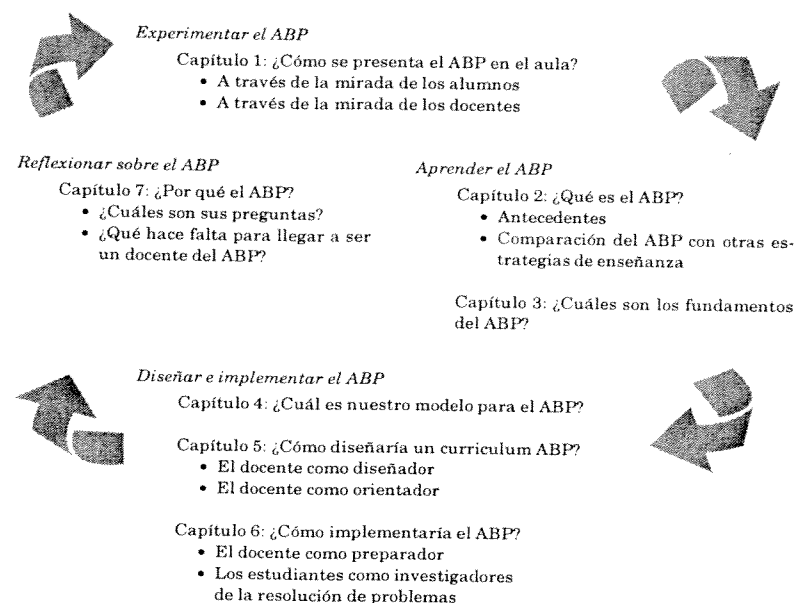 Experimentar el ABP
Capítulo 1: ¿Cómo se presenta el ABP en el aula?
• A través de la mirada de los alumnos
• A través de la mirada de los docentes
Reflexionar sobre el ABP
Capítulo 7: ¿Por qué el ABP?
• ¿Cuáles son sus preguntas?
• ¿Qué hace falta para llegar a ser
un docente del ABP?
Aprender el ABP
Capítulo 2: ¿Qué es el ABP?
• Antecedentes
• Comparación del ABP con otras es-
trategias de enseñanza
Capítulo 3: ¿Cuáles son los fundamentos
del ABP?
Diseñar e implementar el ABP
Capítulo 4: ¿Cuál es nuestro modelo para el ABP?
Capítulo 5: ¿Cómo diseñaría un curriculum ABP?
• El docente como diseñador
• El docente como orientador
Capítulo 6: ¿Cómo implementaría el ABP?
• El docente como preparador
• Los estudiantes como investigadores
de la resolución de problemas